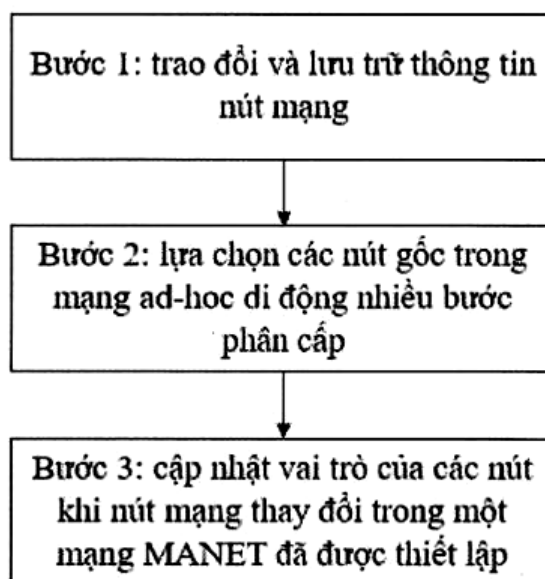 Bước 1: trao đổi và lưu trữ thông tin
nút mạng
Bước 2: lựa chọn các nút gốc trong
mạng ad-hoc di động nhiều bước
phân cấp
Bước 3: cập nhật vai trò của các nút
khi nút mạng thay đổi trong một
mạng MANET đã được thiết lập